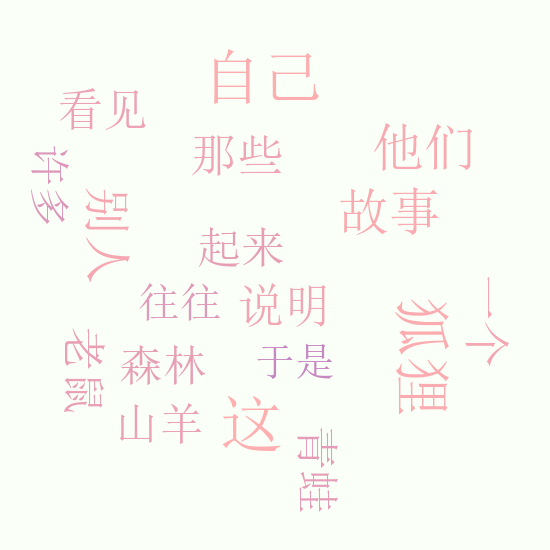 自己
看见
他们
那些
许多
别人
故事
起来
一个
往往
说明
狐狸
老鼠
森林
于是
山羊
这
青蛙